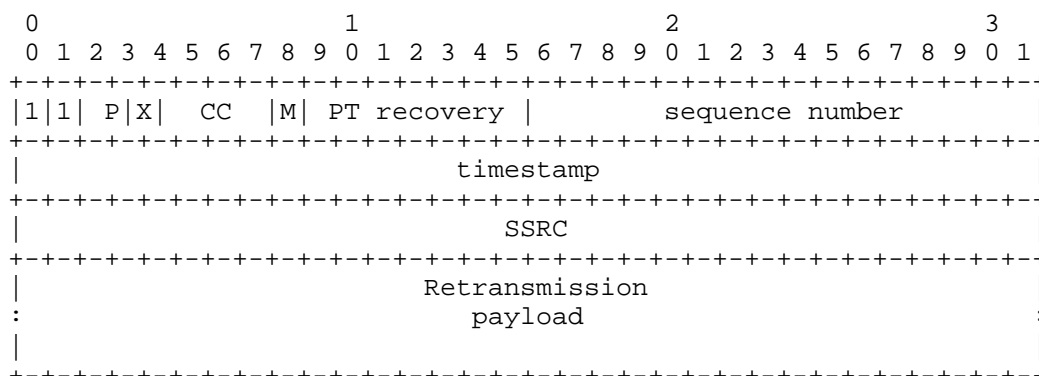 0                   1                   2                   3
 0 1 2 3 4 5 6 7 8 9 0 1 2 3 4 5 6 7 8 9 0 1 2 3 4 5 6 7 8 9 0 1
+-+-+-+-+-+-+-+-+-+-+-+-+-+-+-+-+-+-+-+-+-+-+-+-+-+-+-+-+-+-+-+--
|1|1| P|X|  CC   |M| PT recovery |        sequence number        |
+-+-+-+-+-+-+-+-+-+-+-+-+-+-+-+-+-+-+-+-+-+-+-+-+-+-+-+-+-+-+-+--
|                           timestamp                           |
+-+-+-+-+-+-+-+-+-+-+-+-+-+-+-+-+-+-+-+-+-+-+-+-+-+-+-+-+-+-+-+--
|                              SSRC                             |
+-+-+-+-+-+-+-+-+-+-+-+-+-+-+-+-+-+-+-+-+-+-+-+-+-+-+-+-+-+-+-+--
|                         Retransmission                        |
:                            payload                            :
|                                                               |
+-+-+-+-+-+-+-+-+-+-+-+-+-+-+-+-+-+-+-+-+-+-+-+-+-+-+-+-+-+-+-+--